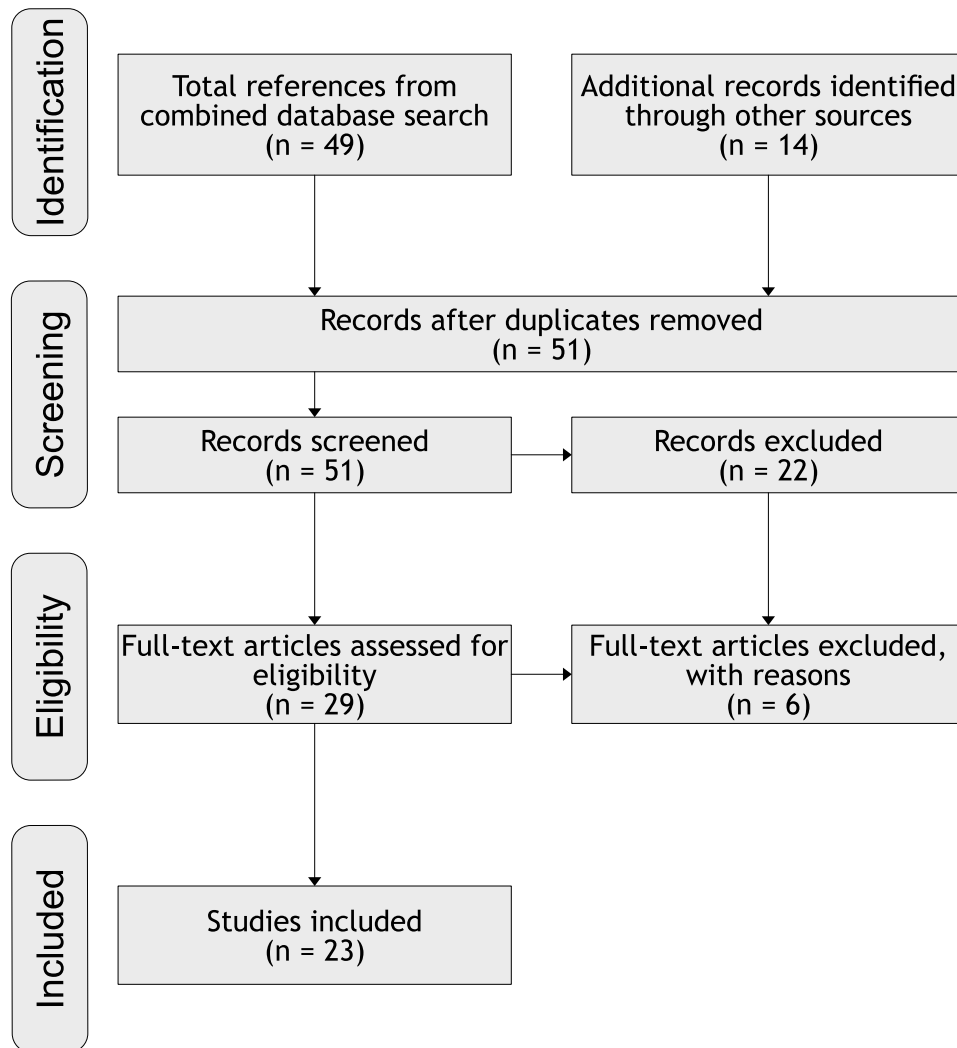 Identification
Total references from
combined database search
(n = 49)
Additional records identified
through other sources
(n = 14)
Screening
Records after duplicates removed
(n = 51)
Records screened
(n = 51)
Records excluded
(n = 22)
Eligibility
Full-text articles assessed for
eligibility
(n = 29)
Full-text articles excluded,
with reasons
(n = 6)
Included
Studies included
(n = 23)